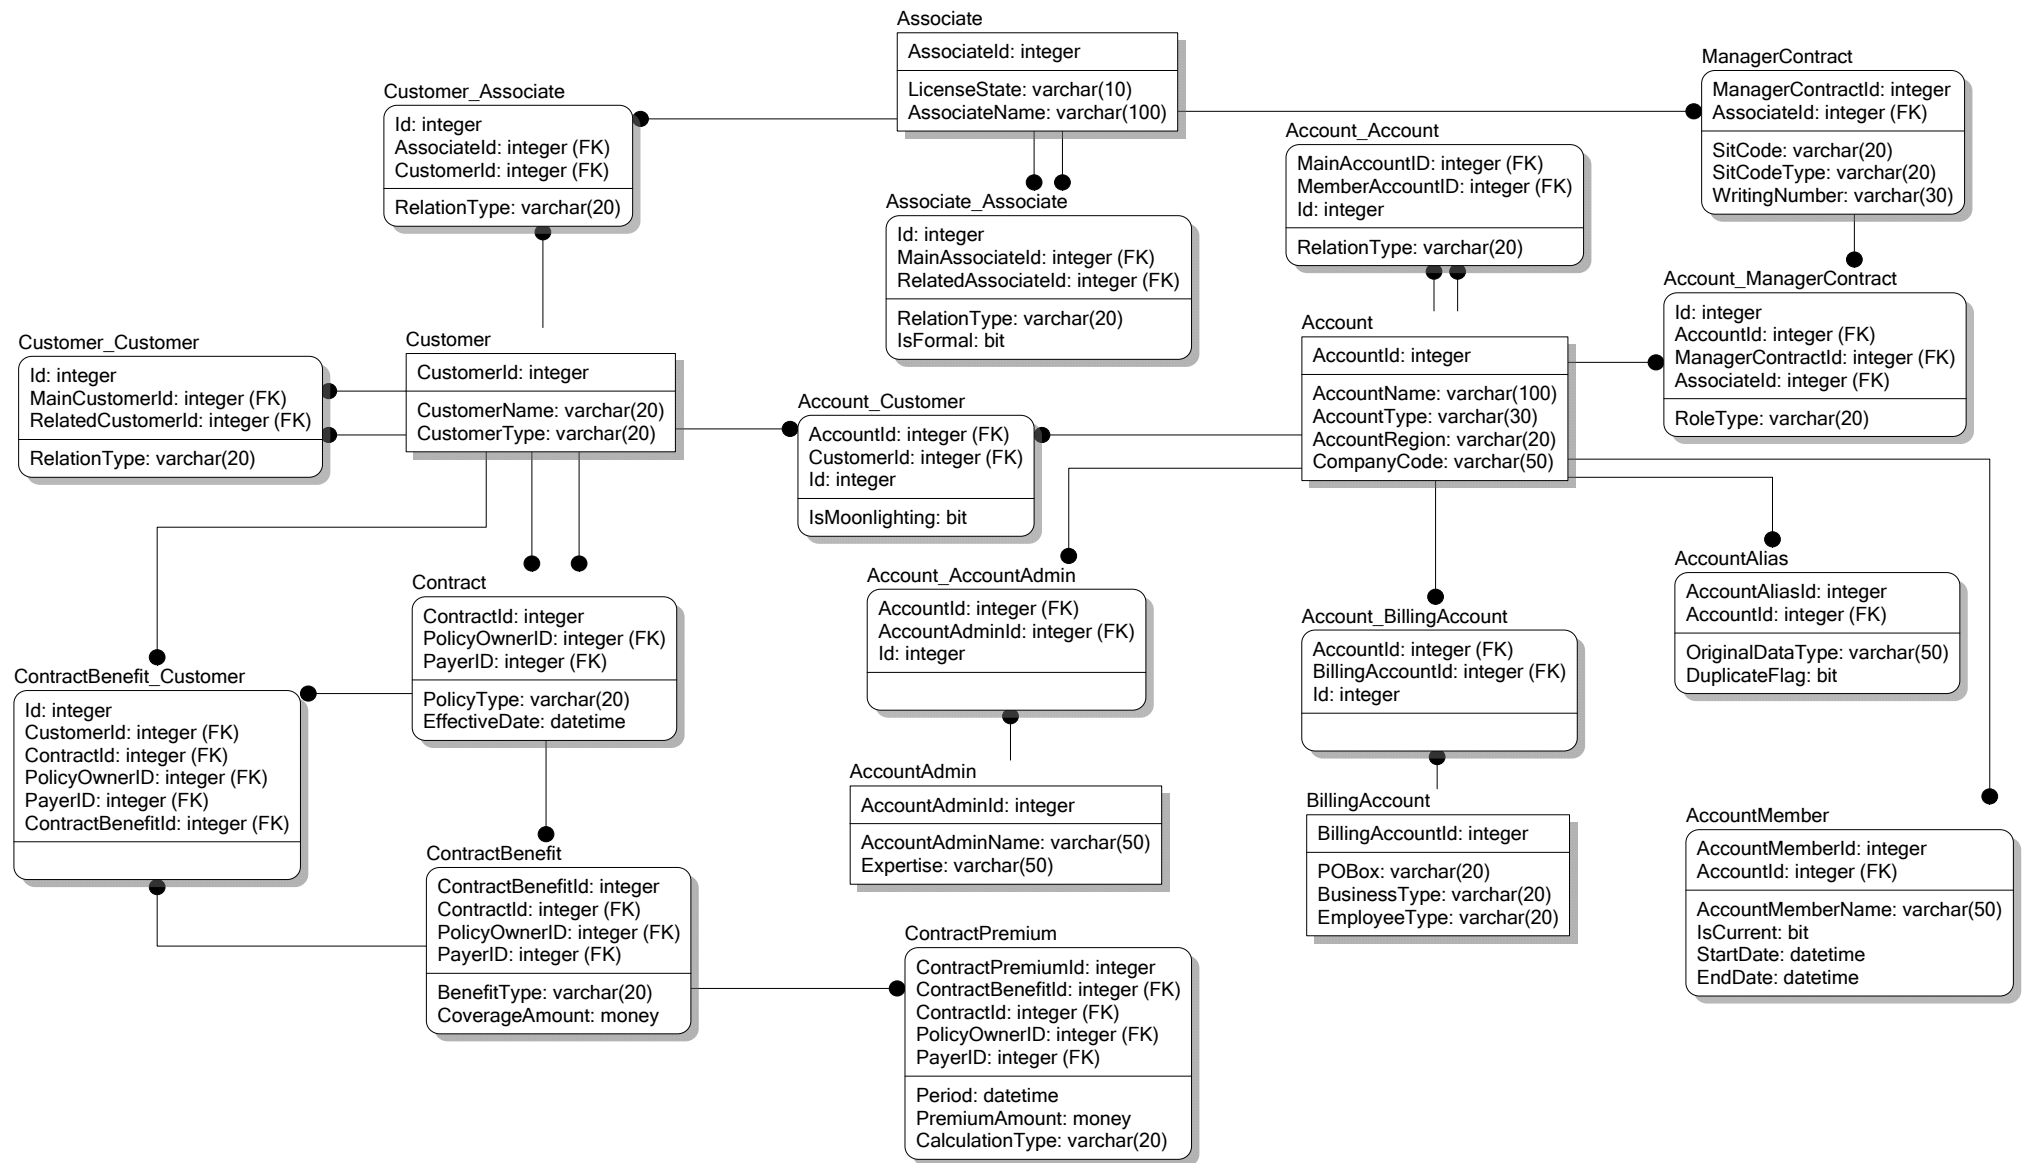 Associate
AssociateId: integer
LicenseState: varchar(10)
AssociateName: varchar(100)
ManagerContract
ManagerContractId: integer
AssociateId: integer (FK)
SitCode: varchar(20)
SitCodeType: varchar(20)
WritingNumber: varchar(30)
Customer_Associate
Id: integer
AssociateId: integer (FK)
CustomerId: integer (FK)
RelationType: varchar(20)
Account_Account
MainAccountID: integer (FK)
MemberAccountID: integer (FK)
Id: integer
RelationType: varchar(20)
Associate_Associate
Id: integer
MainAssociateId: integer (FK)
RelatedAssociateId: integer (FK)
RelationType: varchar(20)
IsFormal: bit
Account_ManagerContract
Id: integer
AccountId: integer (FK)
ManagerContractId: integer (FK)
AssociateId: integer (FK)
RoleType: varchar(20)
Customer_Customer
Id: integer
MainCustomerId: integer (FK)
RelatedCustomerId: integer (FK)
RelationType: varchar(20)
Customer
CustomerId: integer
CustomerName: varchar(20)
CustomerType: varchar(20)
Account
AccountId: integer
AccountName: varchar(100)
AccountType: varchar(30)
AccountRegion: varchar(20)
CompanyCode: varchar(50)
Account_Customer
AccountId: integer (FK)
CustomerId: integer (FK)
Id: integer
IsMoonlighting: bit
Contract
ContractId: integer
PolicyOwnerID: integer (FK)
PayerID: integer (FK)
PolicyType: varchar(20)
EffectiveDate: datetime
Account_AccountAdmin
AccountId: integer (FK)
AccountAdminId: integer (FK)
Id: integer
Account_BillingAccount
AccountId: integer (FK)
BillingAccountId: integer (FK)
Id: integer
AccountAlias
AccountAliasId: integer
AccountId: integer (FK)
OriginalDataType: varchar(50)
DuplicateFlag: bit
ContractBenefit_Customer
Id: integer
CustomerId: integer (FK)
ContractId: integer (FK)
PolicyOwnerID: integer (FK)
PayerID: integer (FK)
ContractBenefitId: integer (FK)
AccountAdmin
AccountAdminId: integer
AccountAdminName: varchar(50)
Expertise: varchar(50)
BillingAccount
BillingAccountId: integer
POBox: varchar(20)
BusinessType: varchar(20)
EmployeeType: varchar(20)
AccountMember
AccountMemberId: integer
AccountId: integer (FK)
AccountMemberName: varchar(50)
IsCurrent: bit
StartDate: datetime
EndDate: datetime
ContractBenefit
ContractBenefitId: integer
ContractId: integer (FK)
PolicyOwnerID: integer (FK)
PayerID: integer (FK)
BenefitType: varchar(20)
CoverageAmount: money
ContractPremium
ContractPremiumId: integer
ContractBenefitId: integer (FK)
ContractId: integer (FK)
PolicyOwnerID: integer (FK)
PayerID: integer (FK)
Period: datetime
PremiumAmount: money
CalculationType: varchar(20)